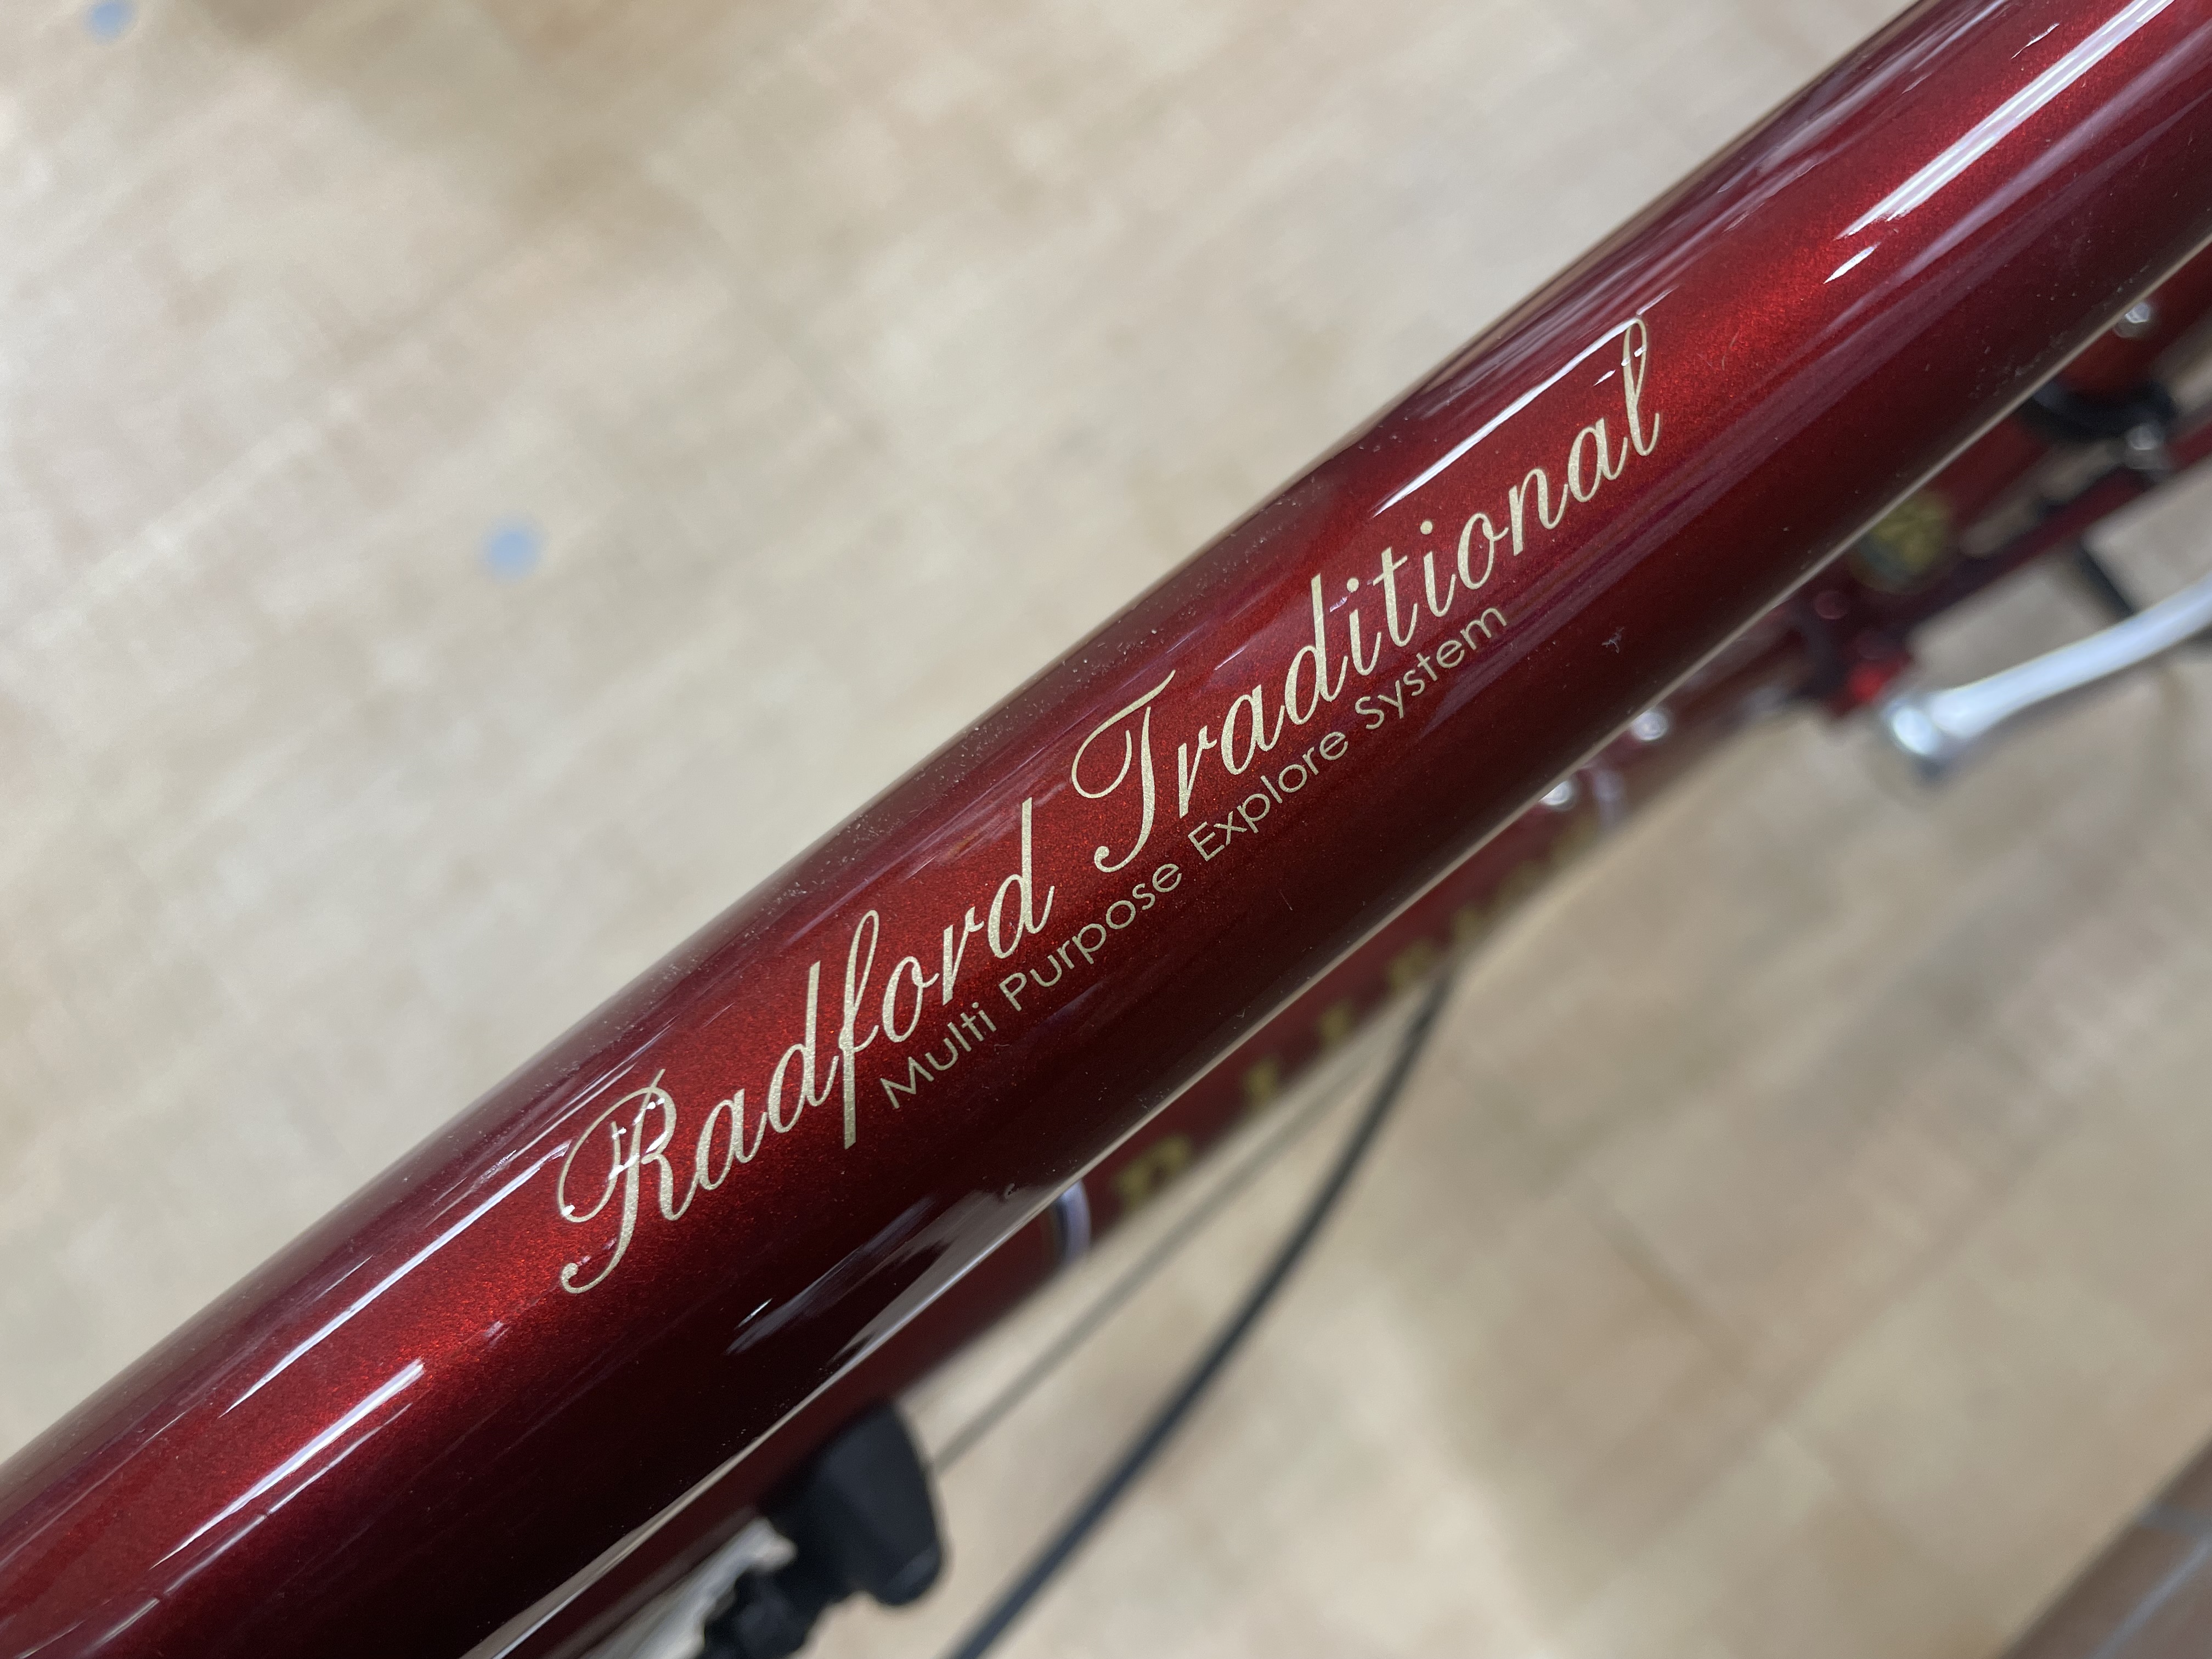 Radford Traditional
Multi Purpose Explore System